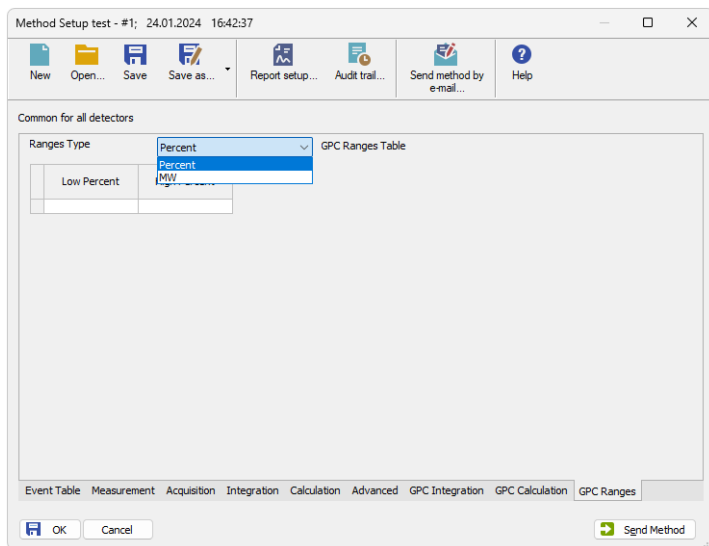 Method Setup test - #1; 24.01.2024 16:42:37
New Open... Save Save as... Report setup... Audit trail... Send method by e-mail... Help
Common for all detectors
Ranges Type Percent GPC Ranges Table
Percent
MW
Low Percent
Event Table Measurement Acquisition Integration Calculation Advanced GPC Integration GPC Calculation GPC Ranges
OK Cancel Send Method